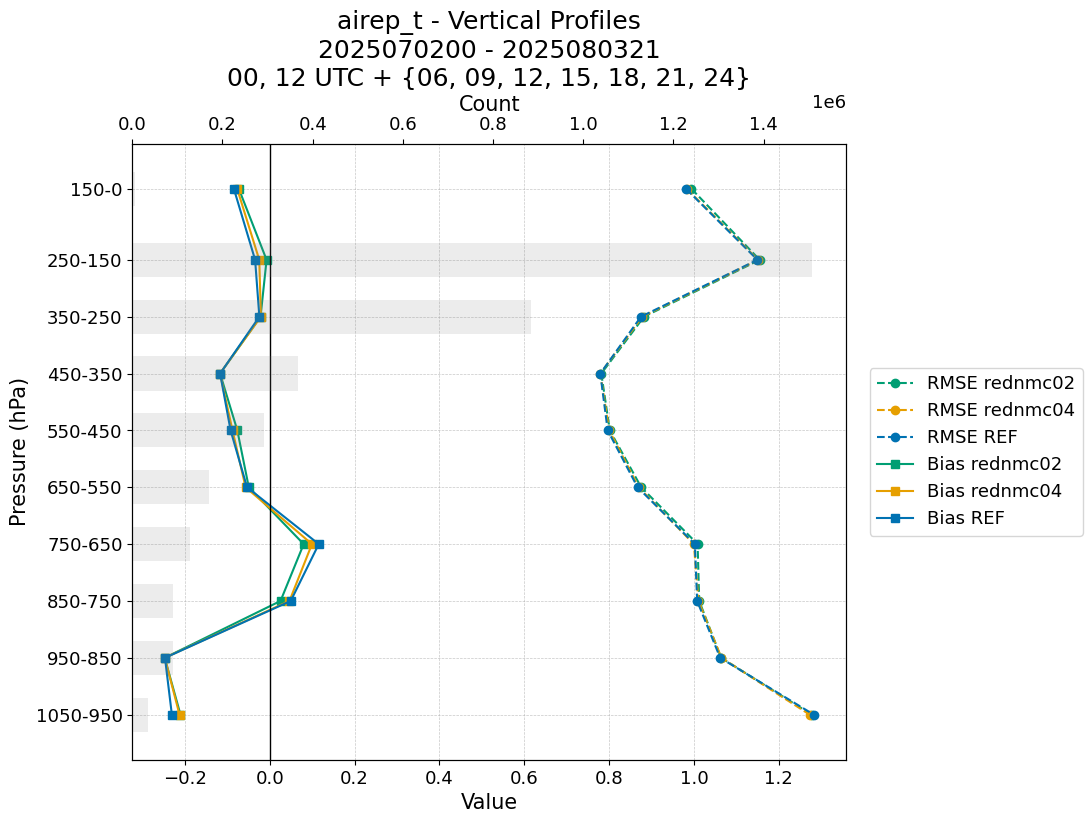 airep_t - Vertical Profiles
2025070200 - 2025080321
00, 12 UTC + {06, 09, 12, 15, 18, 21, 24}
Count
1e6
0.0 0.2 0.4 0.6 0.8 1.0 1.2 1.4
Pressure (hPa)
150-0
250-150
350-250
450-350
550-450
650-550
750-650
850-750
950-850
1050-950
−0.2 0.0 0.2 0.4 0.6 0.8 1.0 1.2
Value
RMSE rednmc02
RMSE rednmc04
RMSE REF
Bias rednmc02
Bias rednmc04
Bias REF